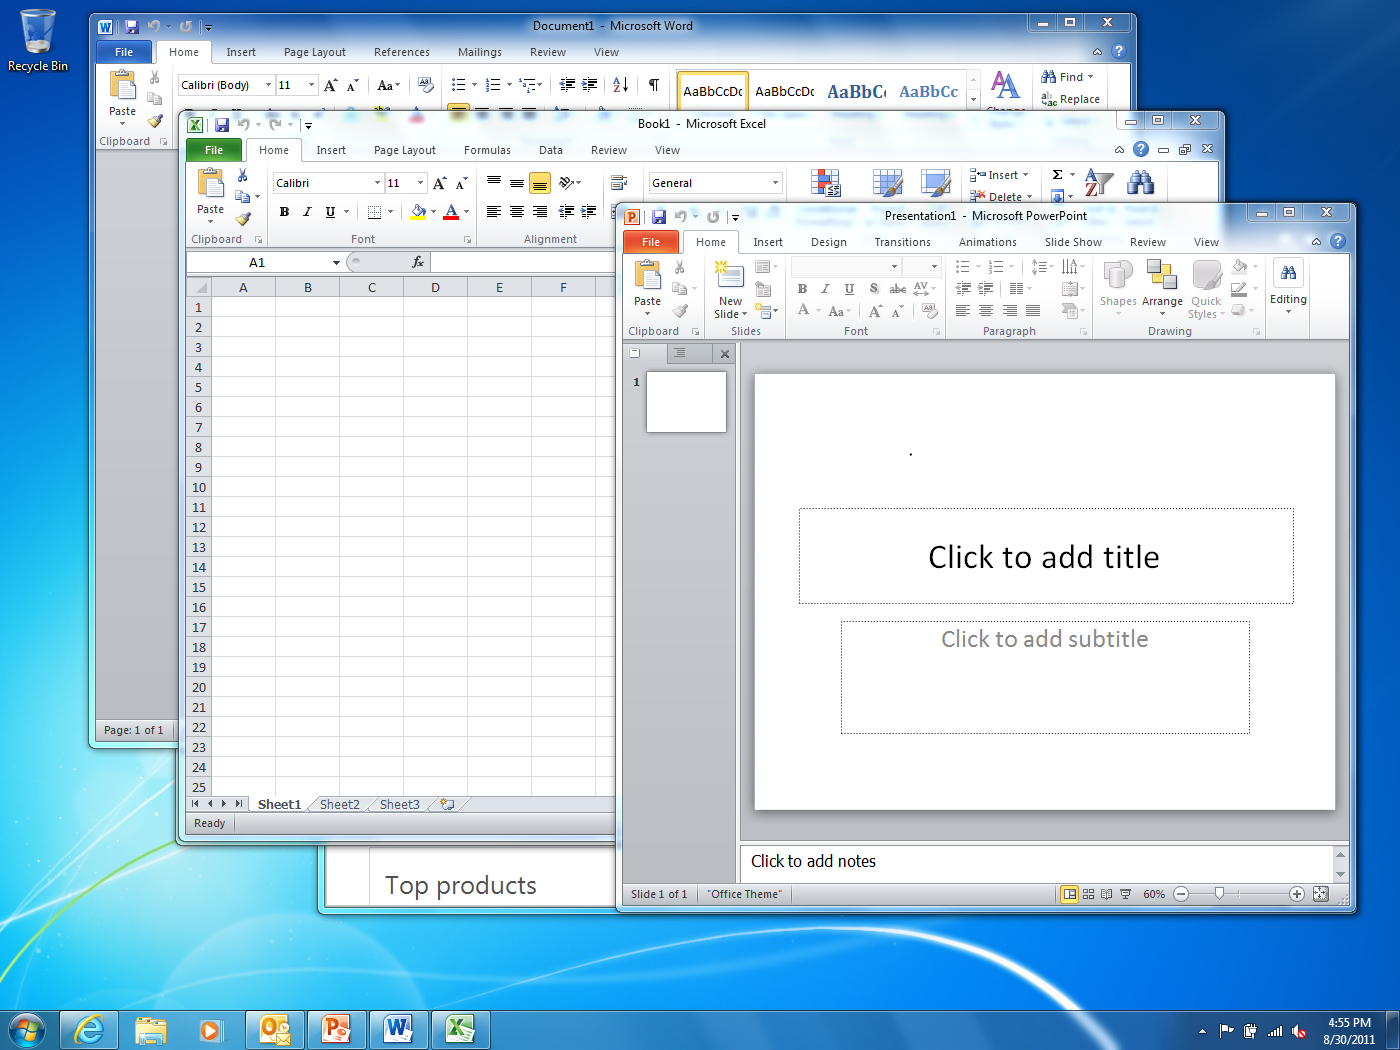 Recycle Bin
Document1 - Microsoft Word
File Home Insert Page Layout References Mailings Review View
Paste
Clipboard
Calibri (Body) 11
Aa
AaBbCcDc AaBbCcDc AaBbCc AaBbCc
Find
Replace
Page: 1 of 1
Book1 - Microsoft Excel
File Home Insert Page Layout Formulas Data Review View
Paste
Clipboard
Calibri 11
B I U
Font
Alignment
General
Insert
Delete
A1 fx
A B C D E F
1
2
3
4
5
6
7
8
9
10
11
12
13
14
15
16
17
18
19
20
21
22
23
24
25
Sheet1 Sheet2 Sheet3
Ready
Top products
Presentation1 - Microsoft PowerPoint
File Home Insert Design Transitions Animations Slide Show Review View
Paste
Clipboard
New
Slide
Slides
B I U S abc AV
A Aa A A
Font
Paragraph
Shapes Arrange Quick
Styles
Drawing
Editing
1
Click to add title
Click to add subtitle
Click to add notes
Slide 1 of 1 "Office Theme" 60%
4:55 PM
8/30/2011